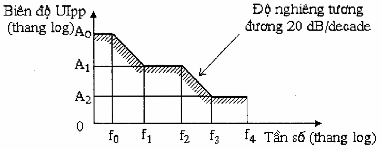 Biên độ UIpp
(thang log)
Độ nghiêng tương
đương 20 dB/decade
A₀
A₁
A₂
0
f₀ f₁ f₂ f₃ f₄ Tần số (thang log)